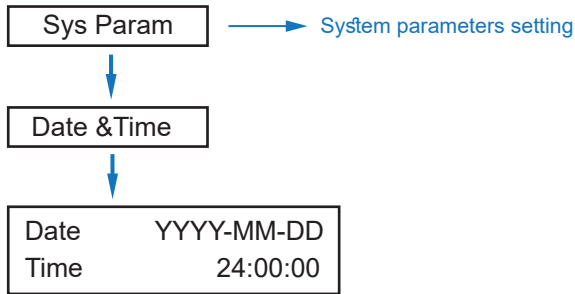 Sys Param
System parameters setting
Date &Time
Date YYYY-MM-DD
Time 24:00:00